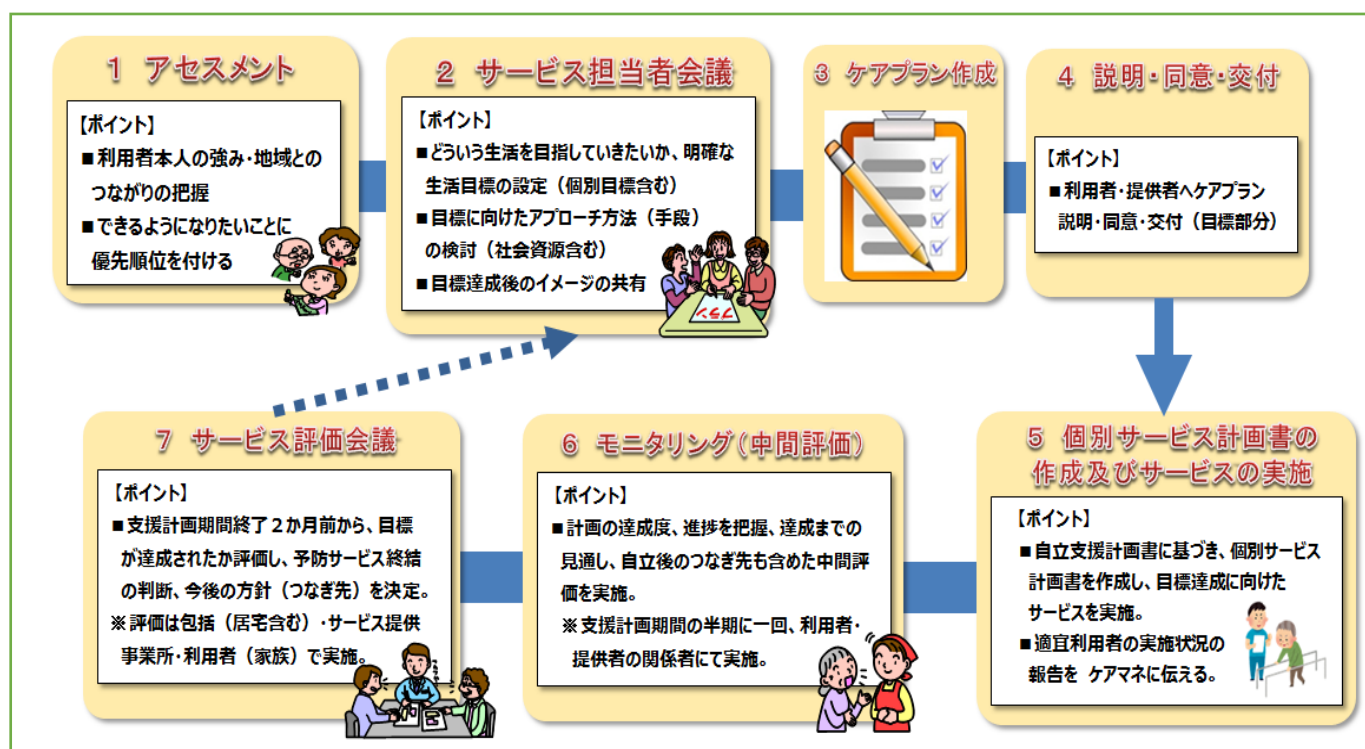 1 アセスメント
【ポイント】
■利用者本人の強み・地域との
つながりの把握
■できるようになりたいことに
優先順位を付ける
2 サービス担当者会議
【ポイント】
■どういう生活を目指していきたいか、明確な
生活目標の設定（個別目標含む）
■目標に向けたアプローチ方法（手段）
の検討（社会資源含む）
■目標達成後のイメージの共有
プラン
3 ケアプラン作成
4 説明・同意・交付
【ポイント】
■利用者・提供者へケアプラン
説明・同意・交付（目標部分）
5 個別サービス計画書の
作成及びサービスの実施
【ポイント】
■自立支援計画書に基づき、個別サービス
計画書を作成し、目標達成に向けた
サービスを実施。
■適宜利用者の実施状況の
報告を ケアマネに伝える。
6 モニタリング（中間評価）
【ポイント】
■計画の達成度、進捗を把握、達成までの
見通し、自立後のつなぎ先も含めた中間評
価を実施。
※支援計画期間の半期に一回、利用者・
提供者の関係者にて実施。
7 サービス評価会議
【ポイント】
■支援計画期間終了２か月前から、目標
が達成されたか評価し、予防サービス終結
の判断、今後の方針（つなぎ先）を決定。
※評価は包括（居宅含む）・サービス提供
事業所・利用者（家族）で実施。